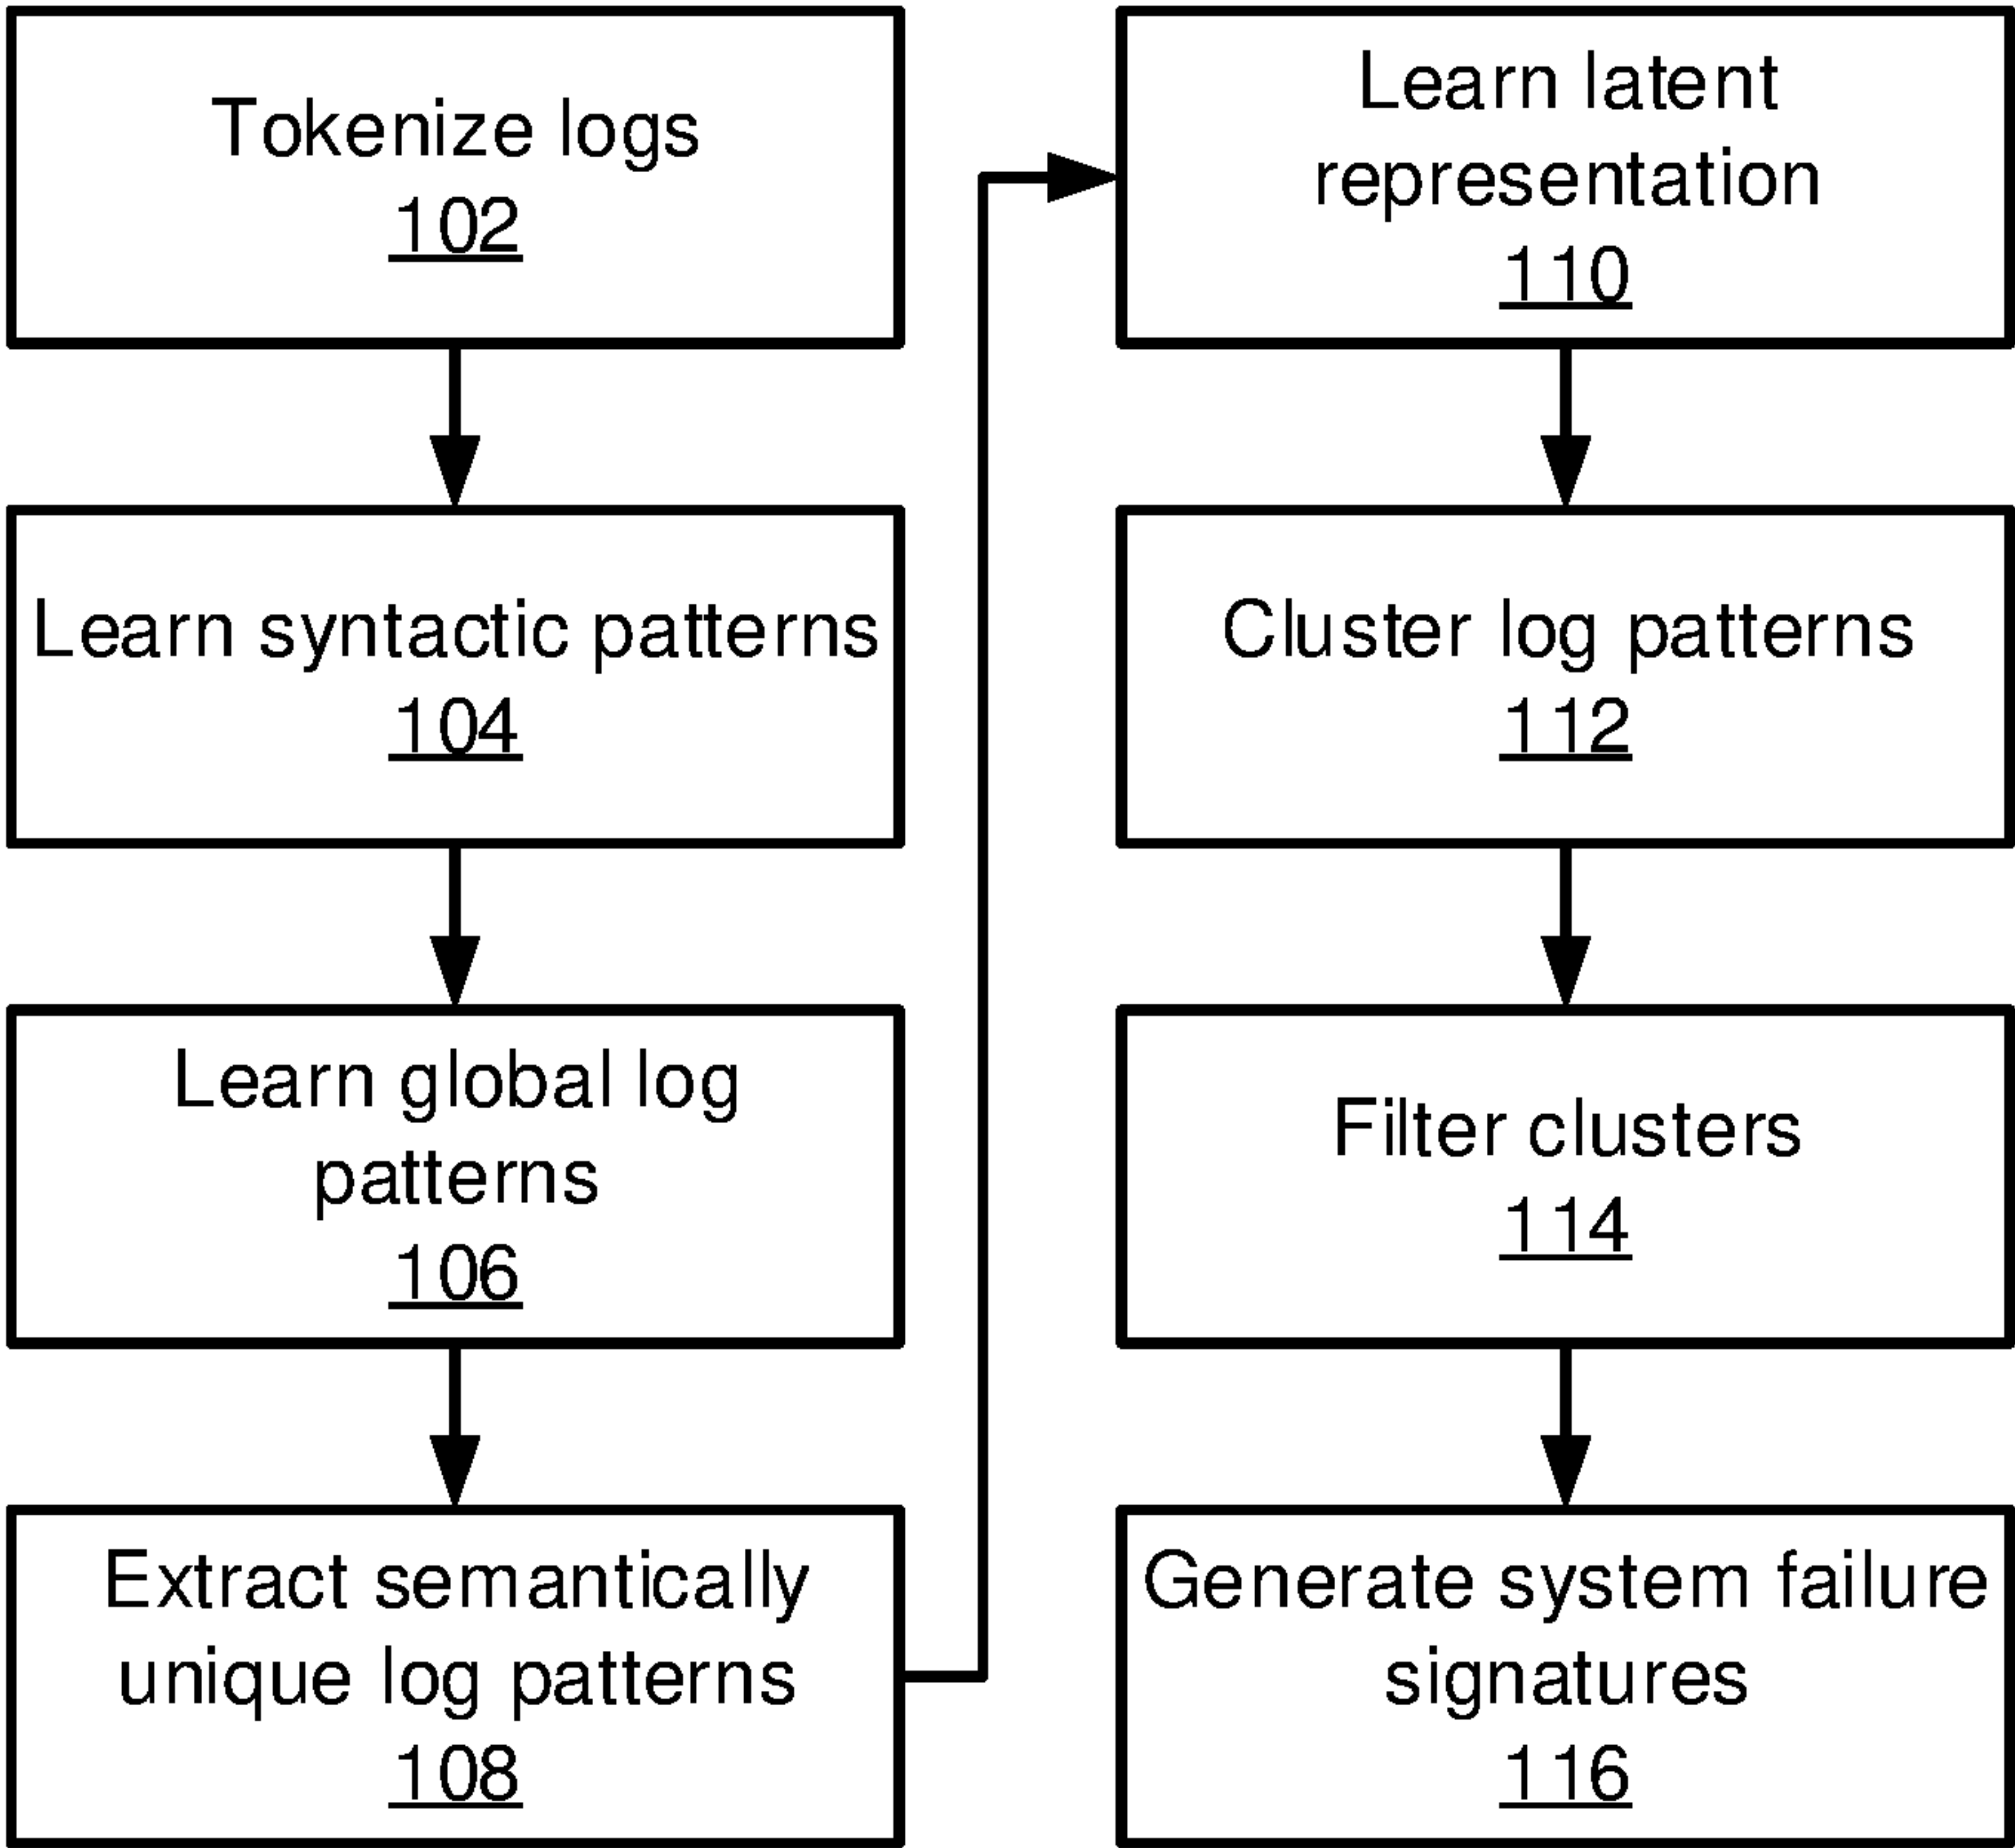 Tokenize logs
102
Learn syntactic patterns
104
Learn global log
patterns
106
Extract semantically
unique log patterns
108
Learn latent
representation
110
Cluster log patterns
112
Filter clusters
114
Generate system failure
signatures
116